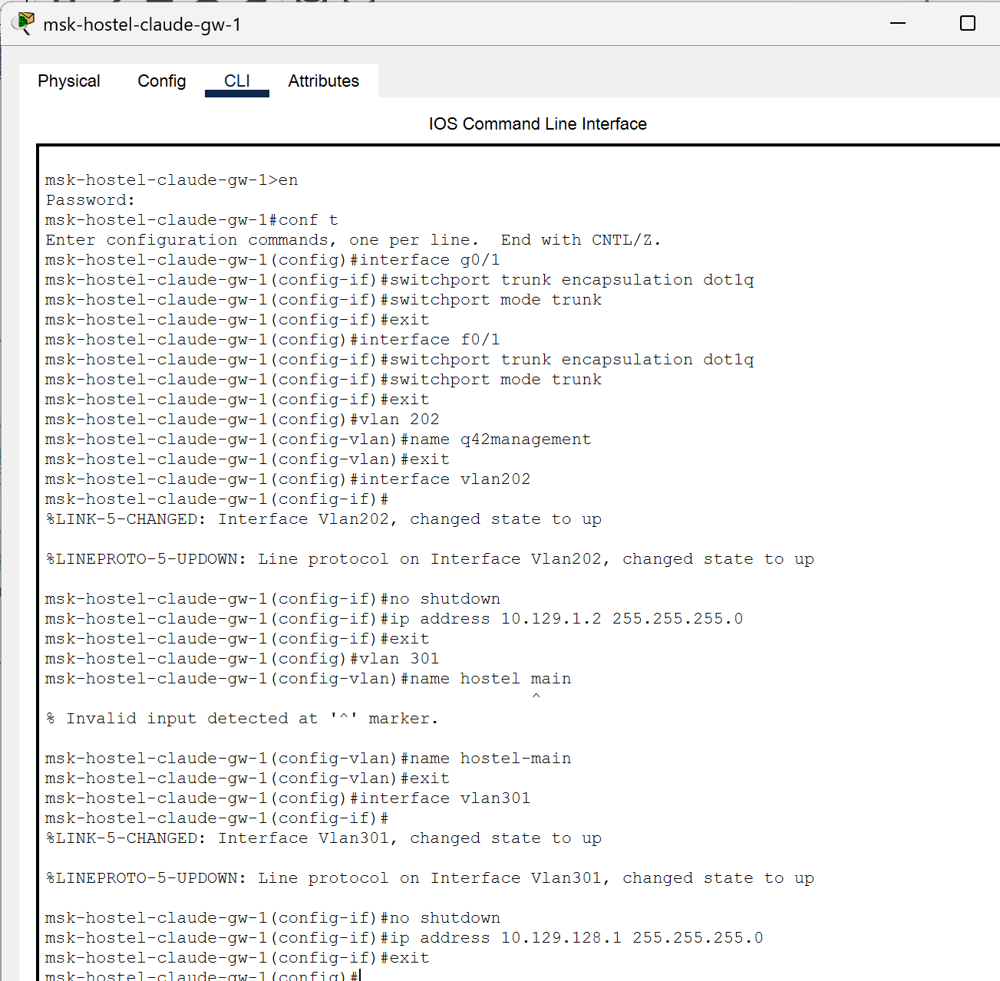 msk-hostel-claude-gw-1
Physical Config CLI Attributes
IOS Command Line Interface
msk-hostel-claude-gw-1>en
Password:
msk-hostel-claude-gw-1#conf t
Enter configuration commands, one per line.  End with CNTL/Z.
msk-hostel-claude-gw-1(config)#interface g0/1
msk-hostel-claude-gw-1(config-if)#switchport trunk encapsulation dot1q
msk-hostel-claude-gw-1(config-if)#switchport mode trunk
msk-hostel-claude-gw-1(config-if)#exit
msk-hostel-claude-gw-1(config)#interface f0/1
msk-hostel-claude-gw-1(config-if)#switchport trunk encapsulation dot1q
msk-hostel-claude-gw-1(config-if)#switchport mode trunk
msk-hostel-claude-gw-1(config-if)#exit
msk-hostel-claude-gw-1(config)#vlan 202
msk-hostel-claude-gw-1(config-vlan)#name q42management
msk-hostel-claude-gw-1(config-vlan)#exit
msk-hostel-claude-gw-1(config)#interface vlan202
msk-hostel-claude-gw-1(config-if)#
%LINK-5-CHANGED: Interface Vlan202, changed state to up
%LINEPROTO-5-UPDOWN: Line protocol on Interface Vlan202, changed state to up
msk-hostel-claude-gw-1(config-if)#no shutdown
msk-hostel-claude-gw-1(config-if)#ip address 10.129.1.2 255.255.255.0
msk-hostel-claude-gw-1(config-if)#exit
msk-hostel-claude-gw-1(config)#vlan 301
msk-hostel-claude-gw-1(config-vlan)#name hostel main
^
% Invalid input detected at '^' marker.
msk-hostel-claude-gw-1(config-vlan)#name hostel-main
msk-hostel-claude-gw-1(config-vlan)#exit
msk-hostel-claude-gw-1(config)#interface vlan301
msk-hostel-claude-gw-1(config-if)#
%LINK-5-CHANGED: Interface Vlan301, changed state to up
%LINEPROTO-5-UPDOWN: Line protocol on Interface Vlan301, changed state to up
msk-hostel-claude-gw-1(config-if)#no shutdown
msk-hostel-claude-gw-1(config-if)#ip address 10.129.128.1 255.255.255.0
msk-hostel-claude-gw-1(config-if)#exit
msk-hostel-claude-gw-1(config)#